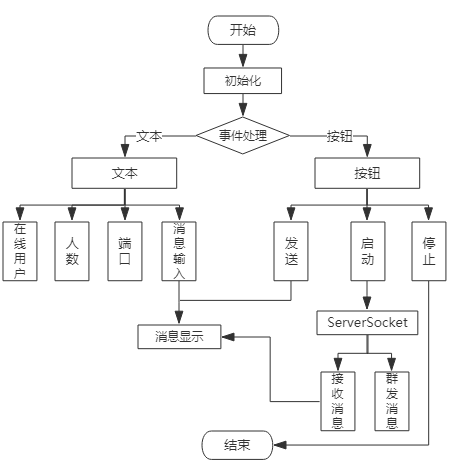 开始
初始化
事件处理
文本
按钮
文本
按钮
在线用户
人数
端口
消息输入
发送
启动
停止
ServerSocket
消息显示
接收消息
群发消息
结束